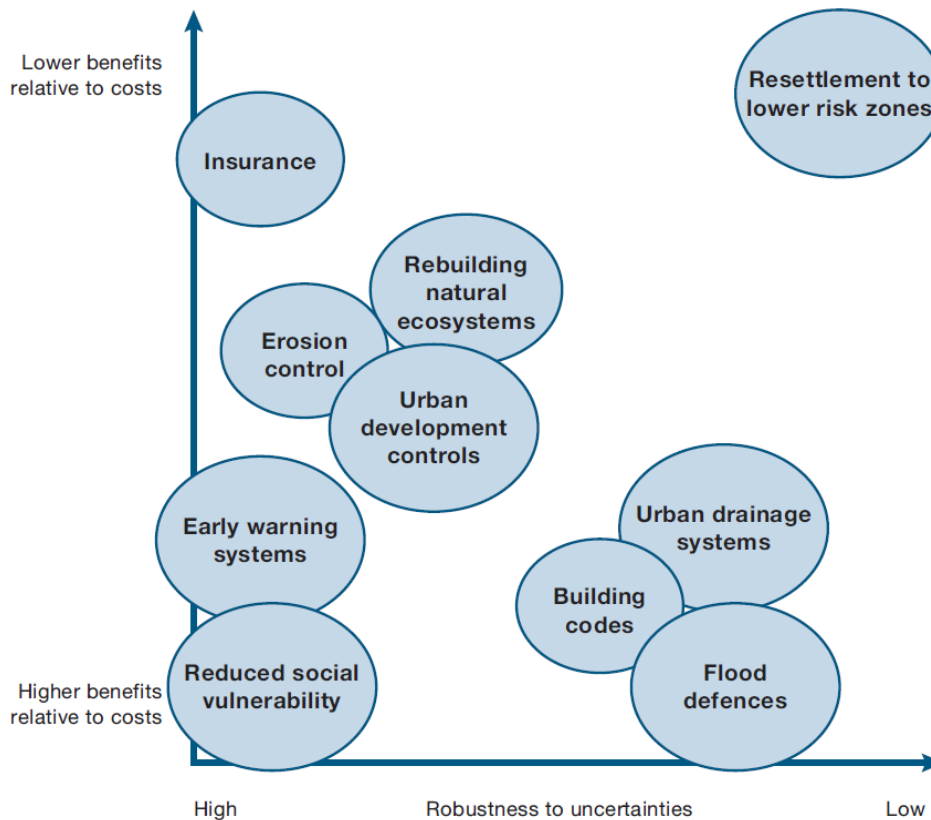 Lower benefits
relative to costs
Resettlement to
lower risk zones
Insurance
Rebuilding
natural
ecosystems
Erosion
control
Urban
development
controls
Early warning
systems
Urban drainage
systems
Building
codes
Reduced social
vulnerability
Flood
defences
Higher benefits
relative to costs
High
Robustness to uncertainties
Low